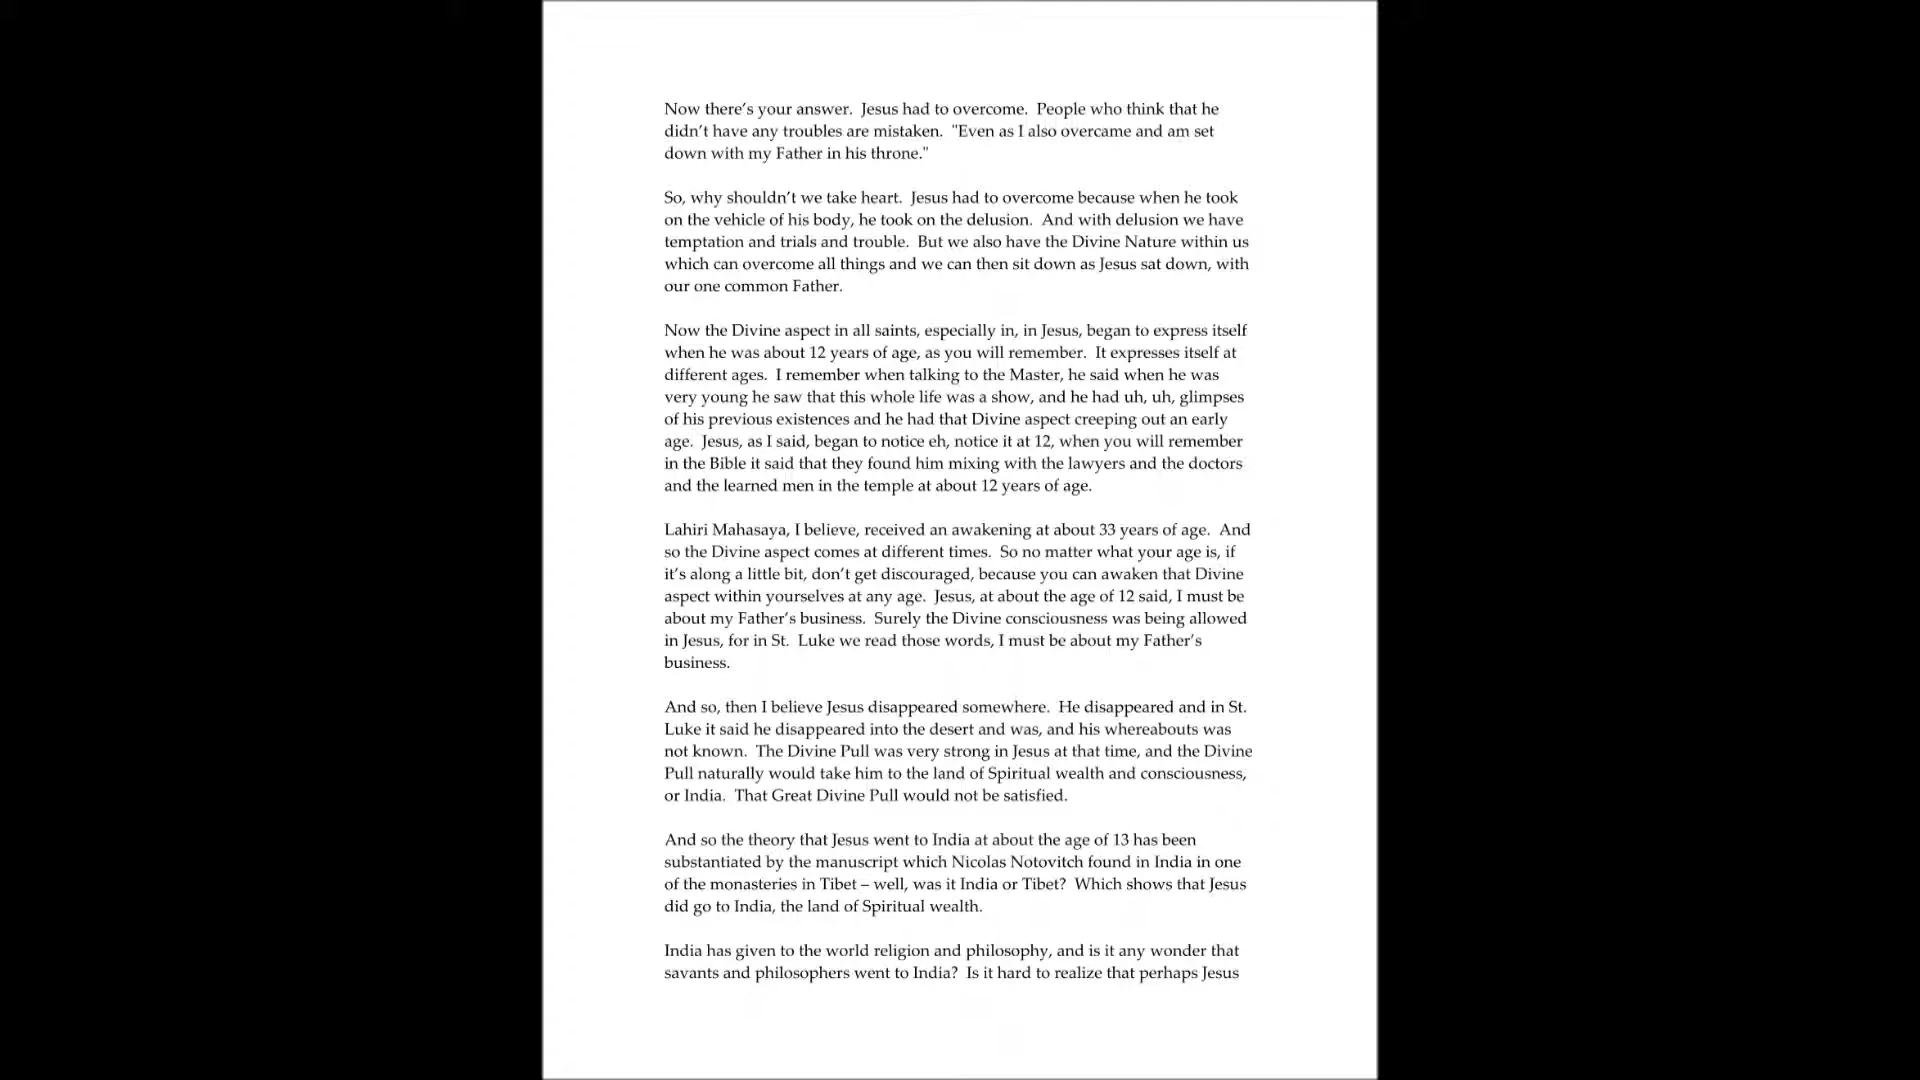 Now there’s your answer.  Jesus had to overcome.  People who think that he
didn’t have any troubles are mistaken.  "Even as I also overcame and am set
down with my Father in his throne."
So, why shouldn’t we take heart.  Jesus had to overcome because when he took
on the vehicle of his body, he took on the delusion.  And with delusion we have
temptation and trials and trouble.  But we also have the Divine Nature within us
which can overcome all things and we can then sit down as Jesus sat down, with
our one common Father.
Now the Divine aspect in all saints, especially in, in Jesus, began to express itself
when he was about 12 years of age, as you will remember.  It expresses itself at
different ages.  I remember when talking to the Master, he said when he was
very young he saw that this whole life was a show, and he had uh, uh, glimpses
of his previous existences and he had that Divine aspect creeping out an early
age.  Jesus, as I said, began to notice eh, notice it at 12, when you will remember
in the Bible it said that they found him mixing with the lawyers and the doctors
and the learned men in the temple at about 12 years of age.
Lahiri Mahasaya, I believe, received an awakening at about 33 years of age.  And
so the Divine aspect comes at different times.  So no matter what your age is, if
it’s along a little bit, don’t get discouraged, because you can awaken that Divine
aspect within yourselves at any age.  Jesus, at about the age of 12 said, I must be
about my Father’s business.  Surely the Divine consciousness was being allowed
in Jesus, for in St.  Luke we read those words, I must be about my Father’s
business.
And so, then I believe Jesus disappeared somewhere.  He disappeared and in St.
Luke it said he disappeared into the desert and was, and his whereabouts was
not known.  The Divine Pull was very strong in Jesus at that time, and the Divine
Pull naturally would take him to the land of Spiritual wealth and consciousness,
or India.  That Great Divine Pull would not be satisfied.
And so the theory that Jesus went to India at about the age of 13 has been
substantiated by the manuscript which Nicolas Notovitch found in India in one
of the monasteries in Tibet – well, was it India or Tibet?  Which shows that Jesus
did go to India, the land of Spiritual wealth.
India has given to the world religion and philosophy, and is it any wonder that
savants and philosophers went to India?  Is it hard to realize that perhaps Jesus